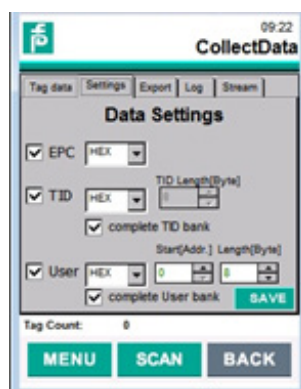 09:22
CollectData
Tag data Settings Export Log Stream
Data Settings
EPC HEX
TID Length[Byte]
TID HEX 8
complete TID bank
Start[Addr.] Length[Byte]
User HEX 0 8
complete User bank SAVE
Tag Count: 0
MENU SCAN BACK